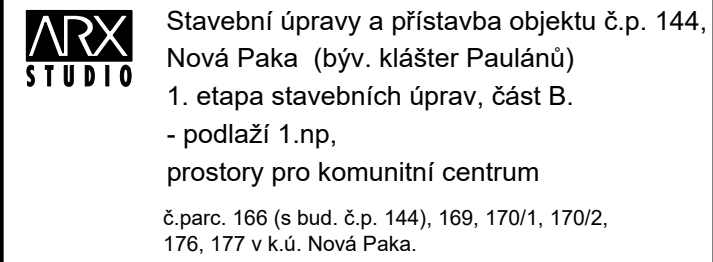 ARX
STUDIO
Stavební úpravy a přístavba objektu č.p. 144,
Nová Paka (býv. klášter Paulánů)
1. etapa stavebních úprav, část B.
- podlaží 1.np,
prostory pro komunitní centrum
č.parc. 166 (s bud. č.p. 144), 169, 170/1, 170/2,
176, 177 v k.ú. Nová Paka.